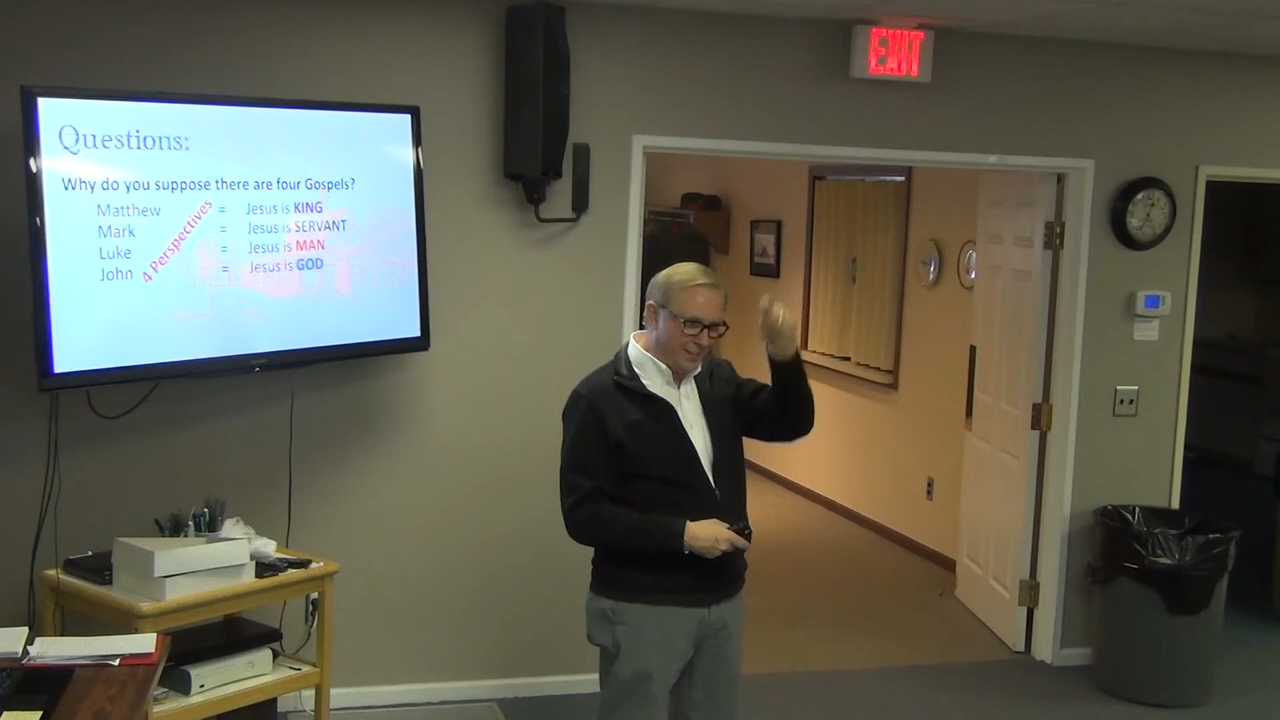 Questions:
Why do you suppose there are four Gospels?
Matthew = Jesus is KING
Mark = Jesus is SERVANT
Luke = Jesus is MAN
John = Jesus is GOD
4 Perspectives
EXIT